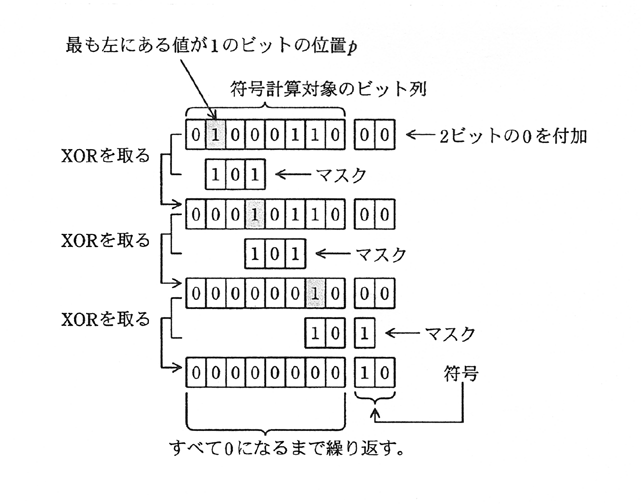 最も左にある値が1のビットの位置p
符号計算対象のビット列
0 1 0 0 0 1 1 0 0 0 ← 2ビットの0を付加
XORを取る
1 0 1 ← マスク
0 0 0 1 0 1 1 0 0 0
XORを取る
1 0 1 ← マスク
0 0 0 0 0 0 1 0 0 0
XORを取る
1 0 1 ← マスク
0 0 0 0 0 0 0 0 1 0
符号
すべて0になるまで繰り返す。